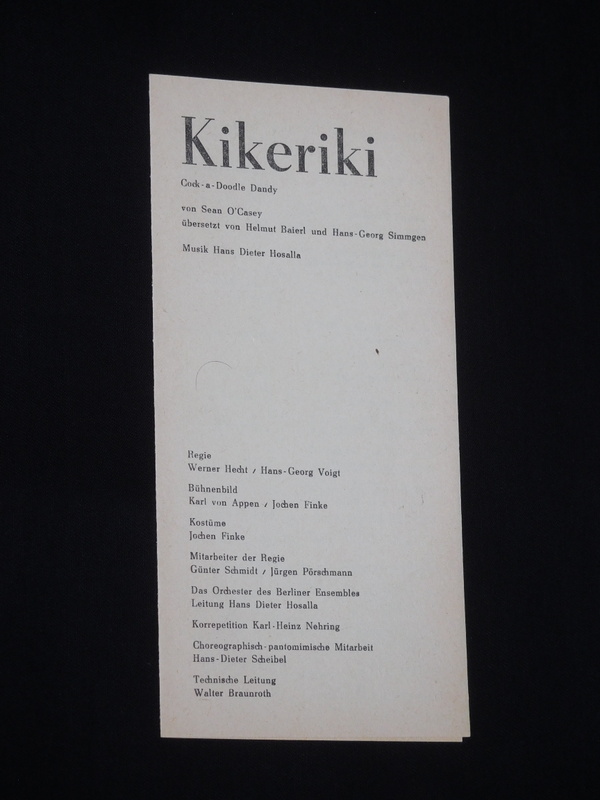 Kikeriki
Cock-a-Doodle Dandy
von Sean O'Casey
übersetzt von Helmut Baierl und Hans-Georg Simmgen
Musik Hans Dieter Hosalla
Regie
Werner Hecht / Hans-Georg Voigt
Bühnenbild
Karl von Appen / Jochen Finke
Kostüme
Jochen Finke
Mitarbeiter der Regie
Günter Schmidt / Jürgen Pörschmann
Das Orchester des Berliner Ensembles
Leitung Hans Dieter Hosalla
Korrepetition Karl-Heinz Nehring
Choreographisch-pantomimische Mitarbeit
Hans-Dieter Scheibel
Technische Leitung
Walter Braunroth